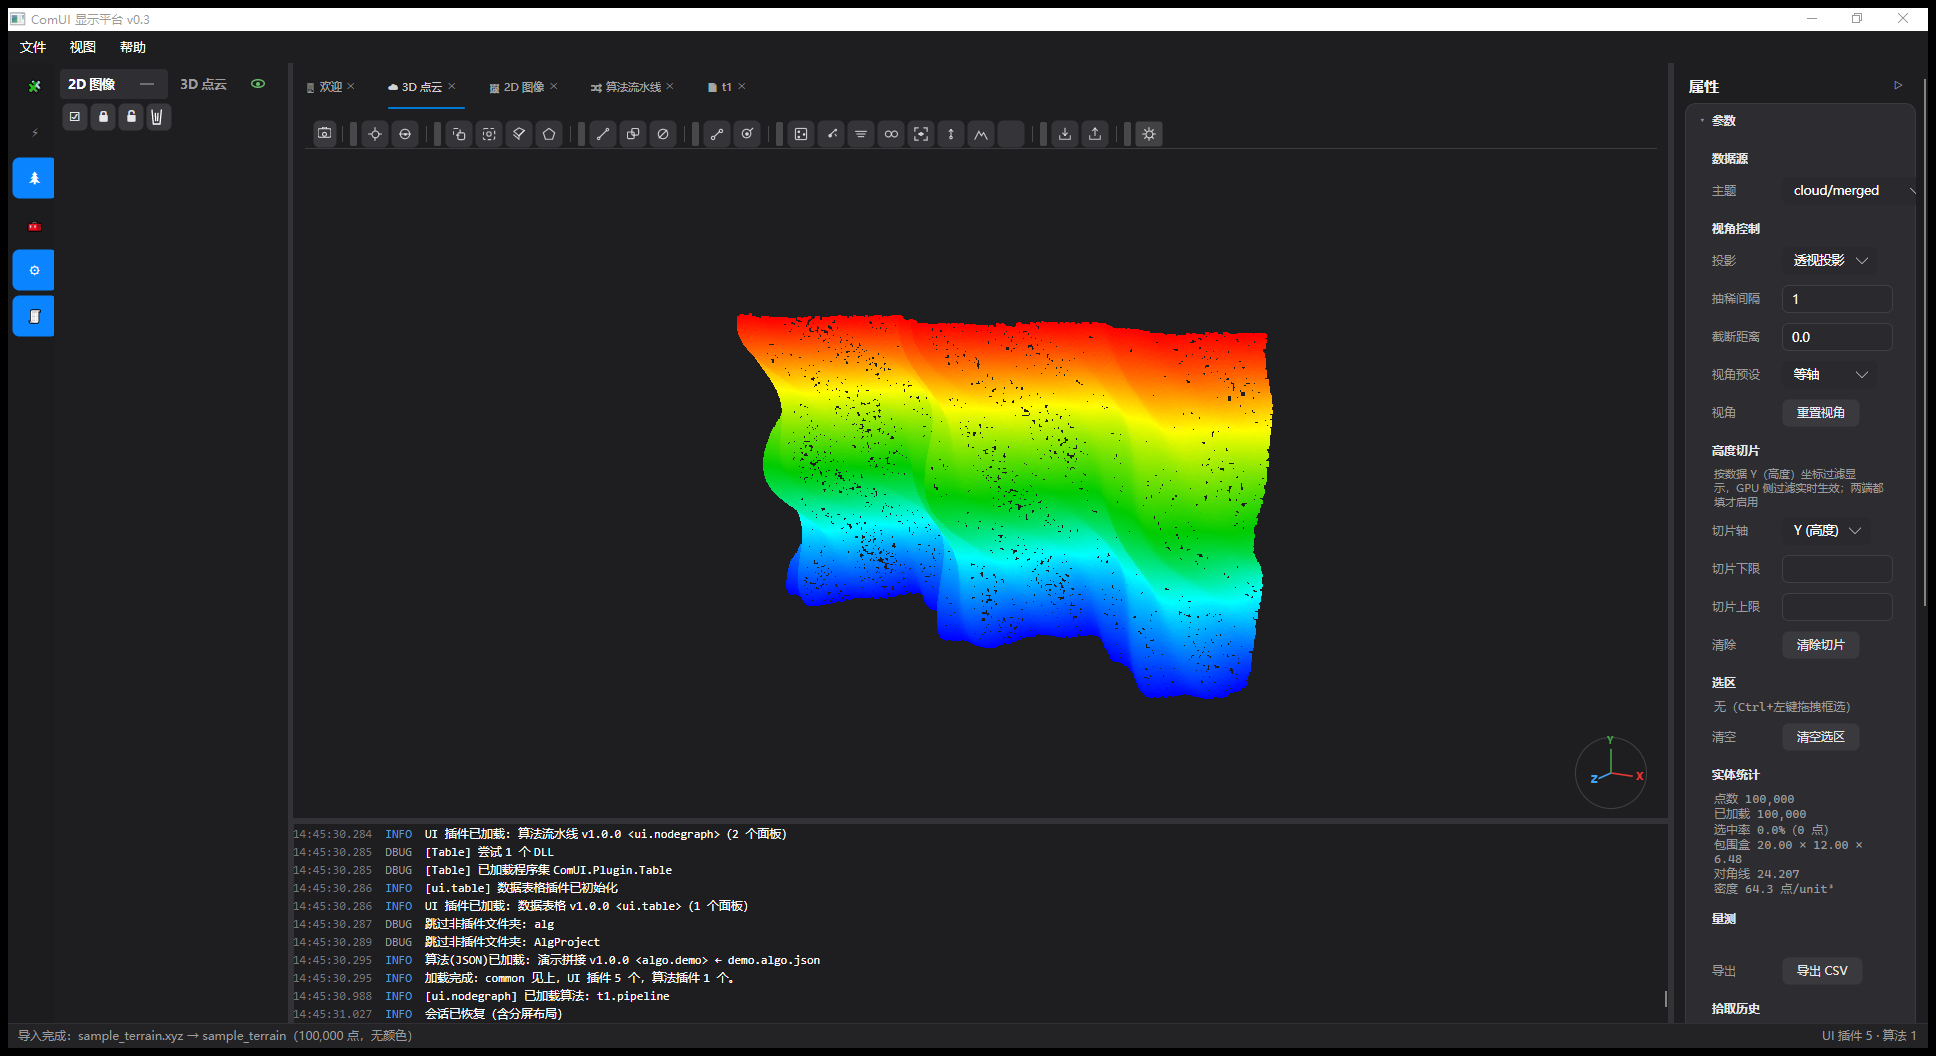 ComUI 显示平台 v0.3
文件 视图 帮助
2D 图像 3D 点云
欢迎 3D 点云 2D 图像 算法流水线 t1
属性
参数
数据源
主题 cloud/merged
视角控制
投影 透视投影
抽稀间隔 1
截断距离 0.0
视角预设 等轴
视角 重置视角
高度切片
按数据 Y（高度）坐标过滤显
示，GPU 侧过滤实时生效；两端都
填才启用
切片轴 Y (高度)
切片下限
切片上限
清除 清除切片
选区
无（Ctrl+左键拖拽框选）
清空 清空选区
实体统计
点数 100,000
已加载 100,000
选中率 0.0% (0 点)
包围盒 20.00 × 12.00 ×
6.48
对角线 24.207
密度 64.3 点/unit³
量测
导出 导出 CSV
拾取历史
Y
Z X
14:45:30.284 INFO UI 插件已加载: 算法流水线 v1.0.0 <ui.nodegraph> (2 个面板)
14:45:30.285 DBUG [Table] 尝试 1 个 DLL
14:45:30.285 DBUG [Table] 已加载程序集 ComUI.Plugin.Table
14:45:30.286 INFO [ui.table] 数据表格插件已初始化
14:45:30.286 INFO UI 插件已加载: 数据表格 v1.0.0 <ui.table> (1 个面板)
14:45:30.287 DBUG 跳过非插件文件夹: alg
14:45:30.289 DBUG 跳过非插件文件夹: AlgProject
14:45:30.295 INFO 算法(JSON)已加载: 演示拼接 v1.0.0 <algo.demo> ← demo.algo.json
14:45:30.295 INFO 加载完成: common 见上, UI 插件 5 个, 算法插件 1 个。
14:45:30.988 INFO [ui.nodegraph] 已加载算法: t1.pipeline
14:45:31.027 INFO 会话已恢复 (含分屏布局)
导入完成: sample_terrain.xyz → sample_terrain (100,000 点，无颜色)
UI 插件 5 · 算法 1